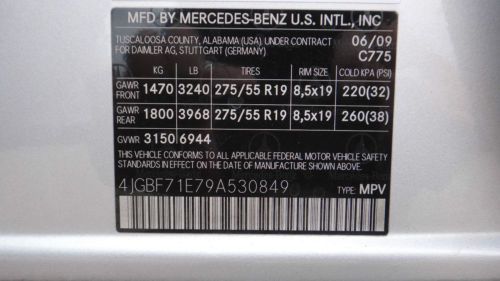 MFD BY MERCEDES-BENZ U.S. INTL., INC
TUSCALOOSA COUNTY, ALABAMA (USA) UNDER CONTRACT 06/09
FOR DAIMLER AG, STUTTGART (GERMANY) C775
KG LB TIRES RIM SIZE COLD KPA (PSI)
GAWR FRONT 1470 3240 275/55 R19 8,5x19 220(32)
GAWR REAR 1800 3968 275/55 R19 8,5x19 260(38)
GVWR 3150 6944
THIS VEHICLE CONFORMS TO ALL APPLICABLE FEDERAL MOTOR VEHICLE SAFETY
STANDARDS IN EFFECT ON THE DATE OF MANUFACTURE SHOWN ABOVE.
4JGBF71E79A530849 TYPE: MPV